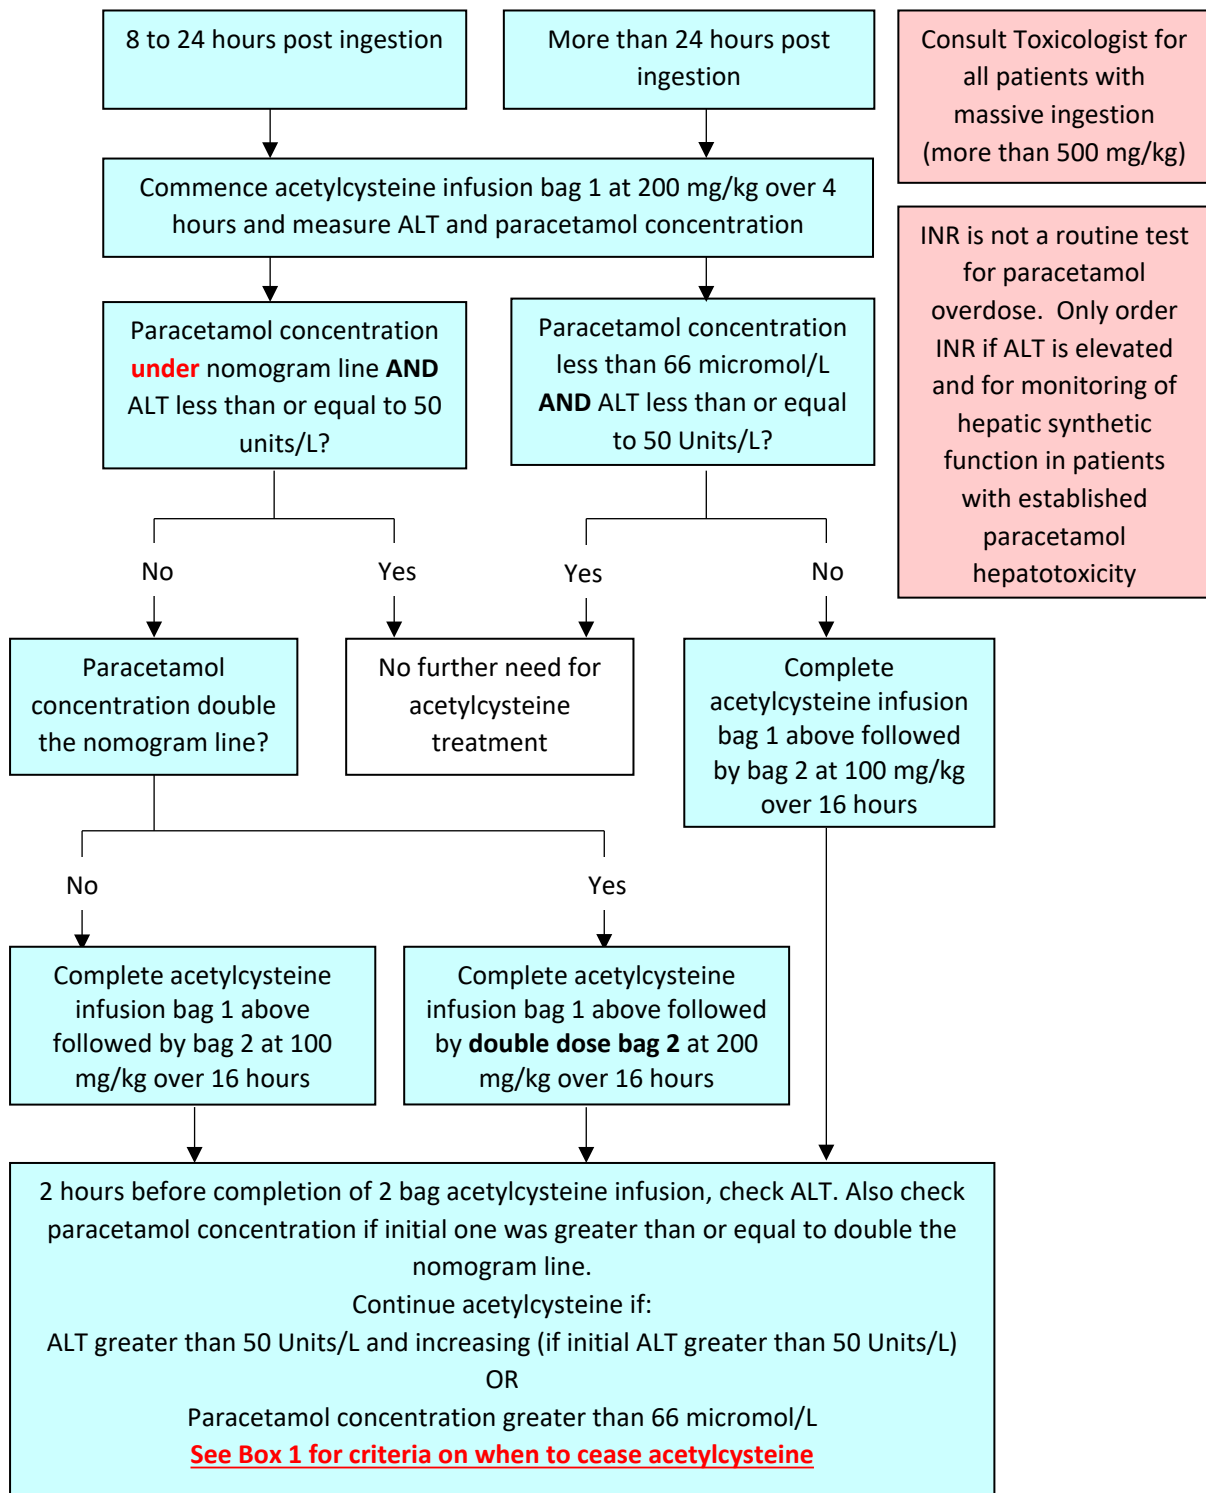 8 to 24 hours post ingestion
More than 24 hours post
ingestion
Consult Toxicologist for
all patients with
massive ingestion
(more than 500 mg/kg)
Commence acetylcysteine infusion bag 1 at 200 mg/kg over 4
hours and measure ALT and paracetamol concentration
INR is not a routine test
for paracetamol
overdose.  Only order
INR if ALT is elevated
and for monitoring of
hepatic synthetic
function in patients
with established
paracetamol
hepatotoxicity
Paracetamol concentration
under nomogram line AND
ALT less than or equal to 50
units/L?
Paracetamol concentration
less than 66 micromol/L
AND ALT less than or equal
to 50 Units/L?
No
Yes
Yes
No
Paracetamol
concentration double
the nomogram line?
No further need for
acetylcysteine
treatment
Complete
acetylcysteine infusion
bag 1 above followed
by bag 2 at 100 mg/kg
over 16 hours
No
Yes
Complete acetylcysteine
infusion bag 1 above
followed by bag 2 at 100
mg/kg over 16 hours
Complete acetylcysteine
infusion bag 1 above followed
by double dose bag 2 at 200
mg/kg over 16 hours
2 hours before completion of 2 bag acetylcysteine infusion, check ALT. Also check
paracetamol concentration if initial one was greater than or equal to double the
nomogram line.
Continue acetylcysteine if:
ALT greater than 50 Units/L and increasing (if initial ALT greater than 50 Units/L)
OR
Paracetamol concentration greater than 66 micromol/L
See Box 1 for criteria on when to cease acetylcysteine